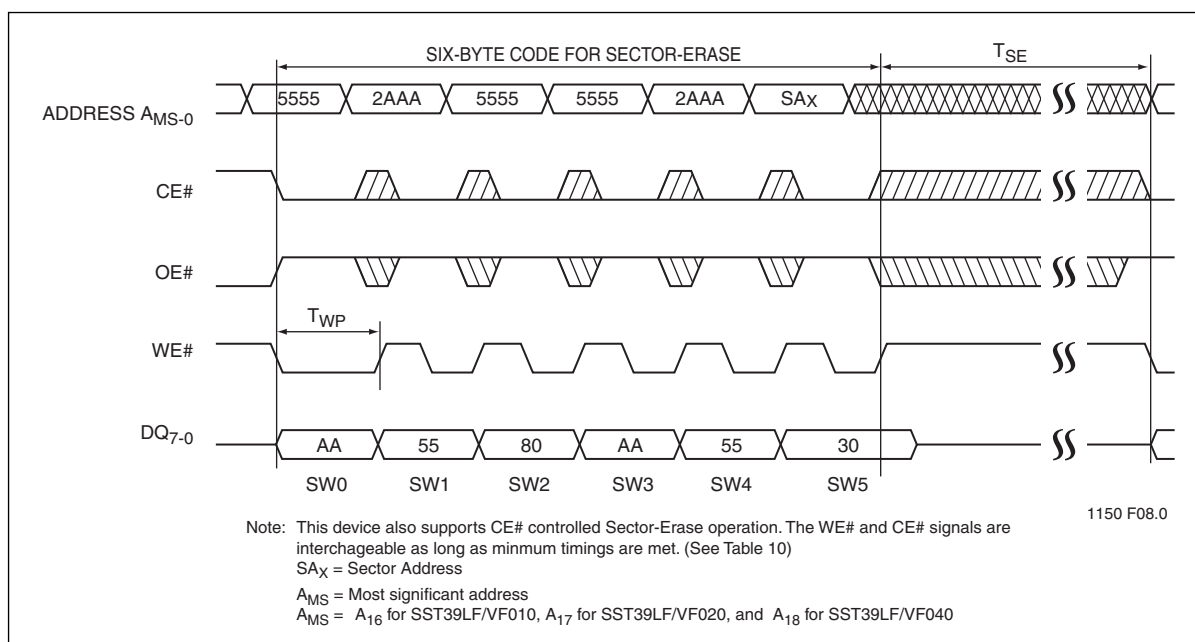 SIX-BYTE CODE FOR SECTOR-ERASE TSE
ADDRESS AMS-0 5555 2AAA 5555 5555 2AAA SAX
CE#
OE#
TWP
WE#
DQ7-0 AA 55 80 AA 55 30
SW0 SW1 SW2 SW3 SW4 SW5
1150 F08.0
Note: This device also supports CE# controlled Sector-Erase operation. The WE# and CE# signals are
interchageable as long as minmum timings are met. (See Table 10)
SAX = Sector Address
AMS = Most significant address
AMS = A16 for SST39LF/VF010, A17 for SST39LF/VF020, and A18 for SST39LF/VF040